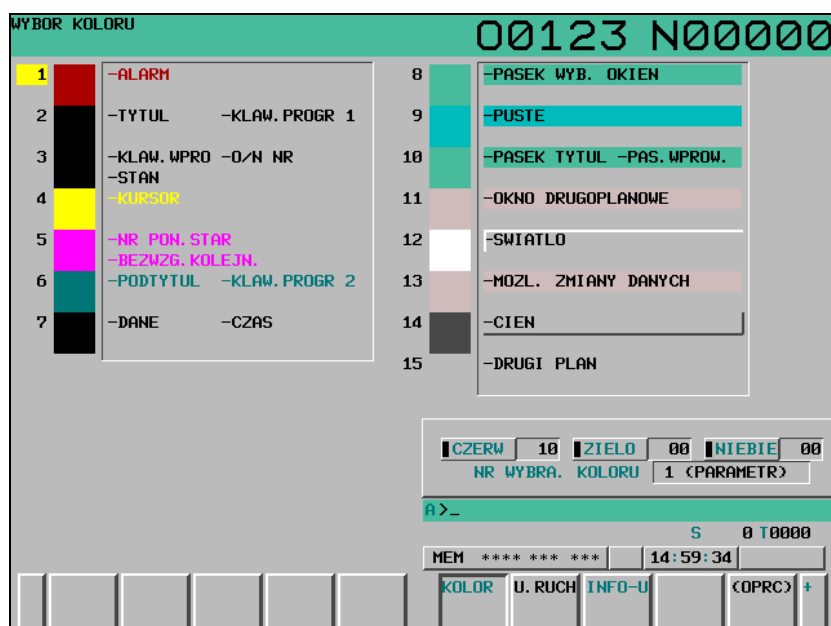 WYBOR KOLORU O0123 N00000
1 -ALARM
2 -TYTUL -KLAW.PROGR 1
3 -KLAW.WPRO -O/N NR
-STAN
4 -KURSOR
5 -NR PON.STAR
-BEZWZG.KOLEJN.
6 -PODTYTUL -KLAW.PROGR 2
7 -DANE -CZAS
8 -PASEK WYB. OKIEN
9 -PUSTE
10 -PASEK TYTUL -PAS.WPROW.
11 -OKNO DRUGOPLANOWE
12 -SWIATLO
13 -MOZL. ZMIANY DANYCH
14 -CIEN
15 -DRUGI PLAN
CZERW 10 ZIELO 00 NIEBIE 00
NR WYBRA. KOLORU 1 (PARAMETR)
A>_
S 0 T0000
MEM **** *** *** 14:59:34
KOLOR U.RUCH INFO-U (OPRC) +